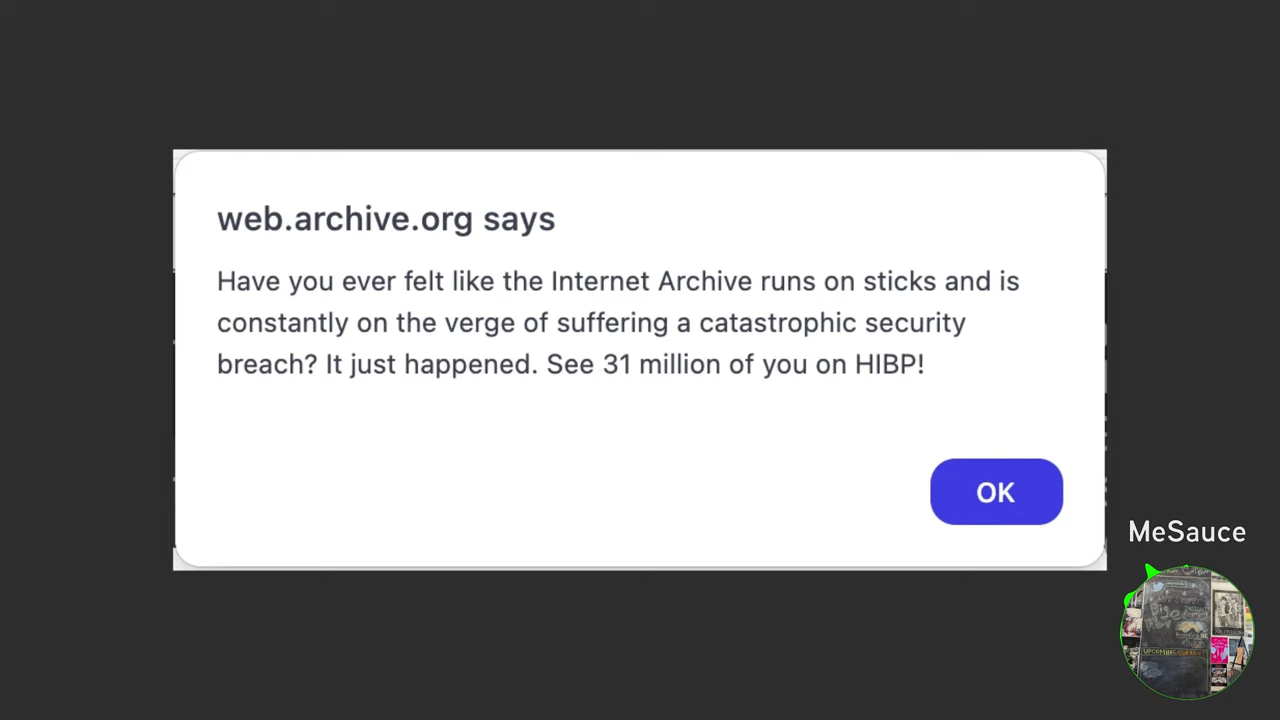 web.archive.org says
Have you ever felt like the Internet Archive runs on sticks and is
constantly on the verge of suffering a catastrophic security
breach? It just happened. See 31 million of you on HIBP!
OK
MeSauce
UPCOMING